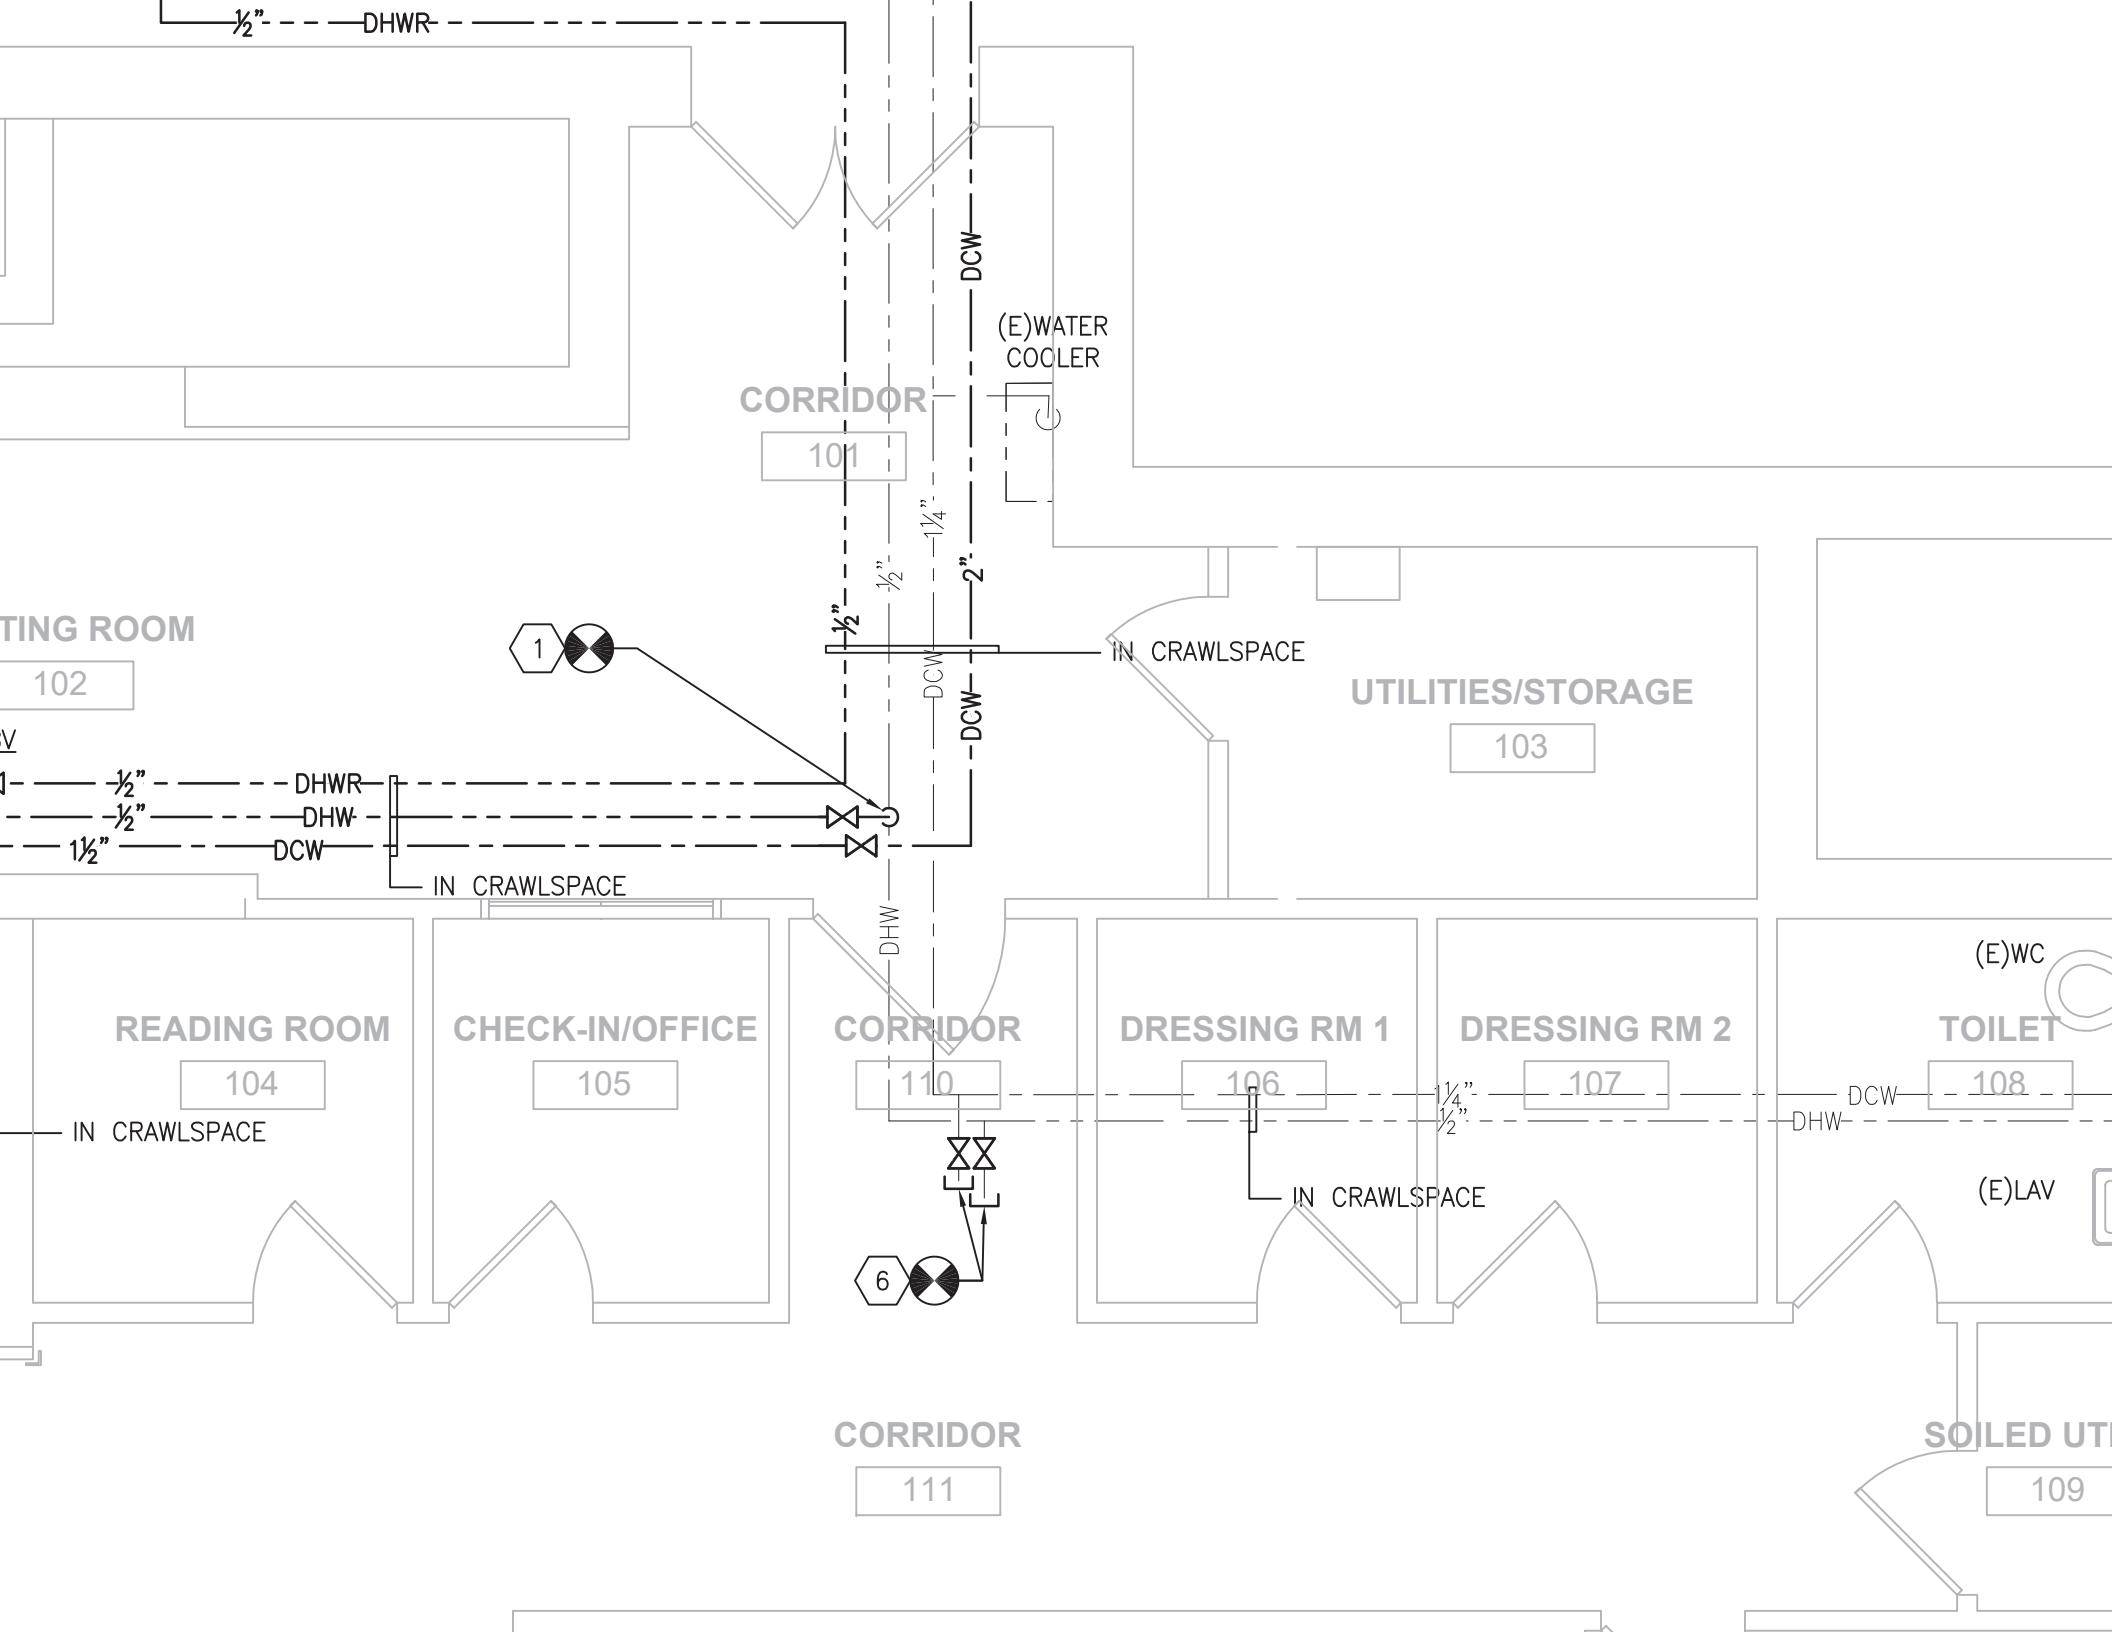 ½" DHWR
DCW
(E)WATER
COOLER
CORRIDOR
101
1¼"
½"
2"
½"
TING ROOM
102
1
IN CRAWLSPACE
DCW
DCW
UTILITIES/STORAGE
103
½" DHWR
½" DHW
1½" DCW
IN CRAWLSPACE
DHW
(E)WC
READING ROOM
104
CHECK-IN/OFFICE
105
CORRIDOR
110
DRESSING RM 1
106
DRESSING RM 2
107
TOILET
108
1¼" DCW
½" DHW
IN CRAWLSPACE
IN CRAWLSPACE
(E)LAV
6
CORRIDOR
111
SOILED UT
109